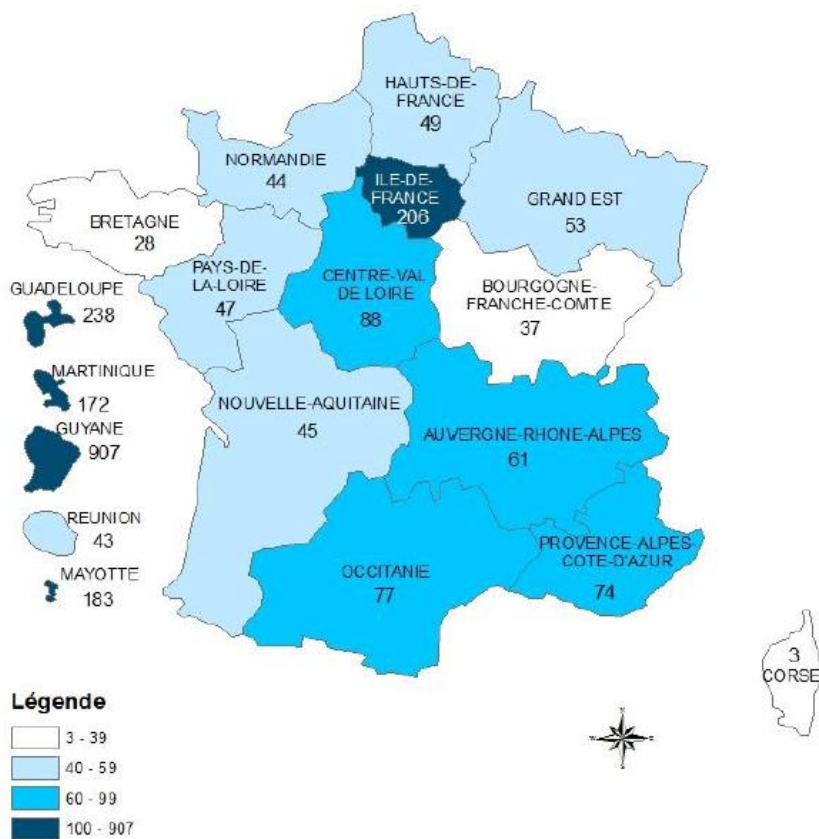 HAUTS-DE-
FRANCE
49
NORMANDIE
44
ILE-DE-
FRANCE
206
GRAND EST
53
BRETAGNE
28
PAYS-DE-
LA-LOIRE
47
CENTRE-VAL
DE LOIRE
88
BOURGOGNE-
FRANCHE-COMTE
37
GUADELOUPE
238
MARTINIQUE
172
GUYANE
907
NOUVELLE-AQUITAINE
45
AUVERGNE-RHONE-ALPES
61
REUNION
43
MAYOTTE
183
OCCITANIE
77
PROVENCE-ALPES-
COTE-D'AZUR
74
3
CORSE
Légende
3 - 39
40 - 59
60 - 99
100 - 907